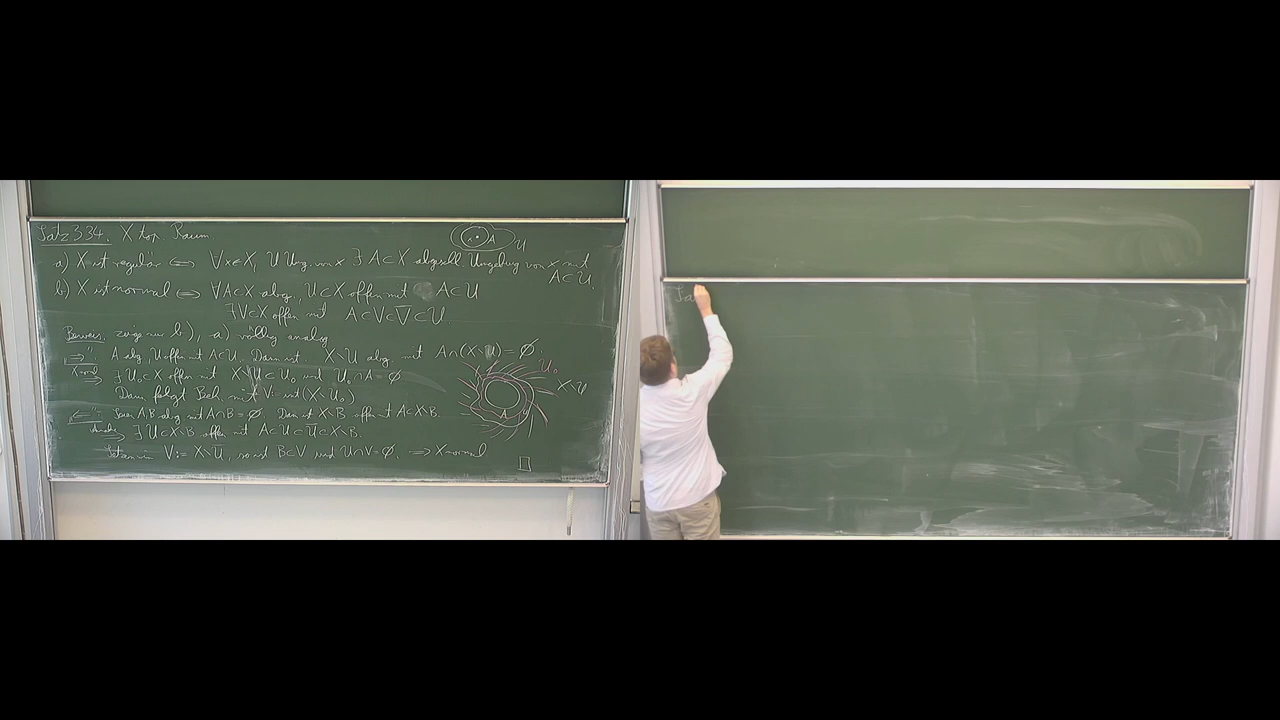 Satz 3.34. X top. Raum
a) X ist regulär ⟺ ∀x∈X, U Umg. von x ∃ A⊂X abgeschl. Umgebung von x mit A⊂U.
b) X ist normal ⟺ ∀A⊂X abg., U⊂X offen mit A⊂U
∃V⊂X offen mit A⊂V⊂V̅⊂U.
Beweis. zeige nur b), a) völlig analog
"⇒": A abg., U offen mit A⊂U. Dann ist X∖U abg. mit A∩(X∖U)=∅
⇒ ∃ U₀⊂X offen mit X∖U⊂U₀ und U₀∩A=∅
Dann folgt Beh. mit V:= int(X∖U₀)
"⇐": Seien A,B abg. mit A∩B=∅. Dann ist X∖B offen mit A⊂X∖B.
⇒ ∃ U⊂X∖B offen mit A⊂U⊂U̅⊂X∖B.
Setzen wir V:= X∖U̅, so ist B⊂V und U∩V=∅. ⇒ X normal □
x A U
U₀
X∖U
A
Sa